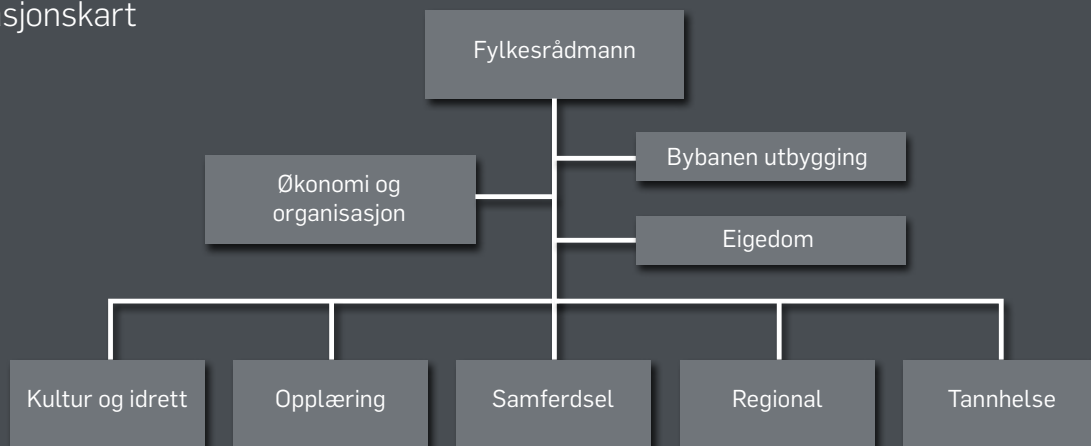 sjonskart
Fylkesrådmann
Bybanen utbygging
Økonomi og
organisasjon
Eigedom
Kultur og idrett
Opplæring
Samferdsel
Regional
Tannhelse